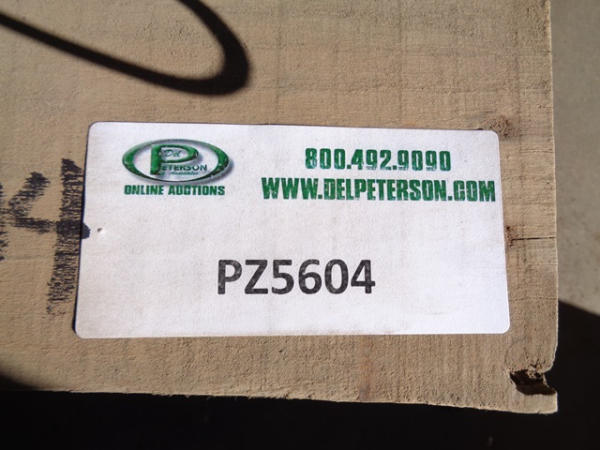 Del
PETERSON
ONLINE AUCTIONS
800.492.9090
WWW.DELPETERSON.COM
PZ5604